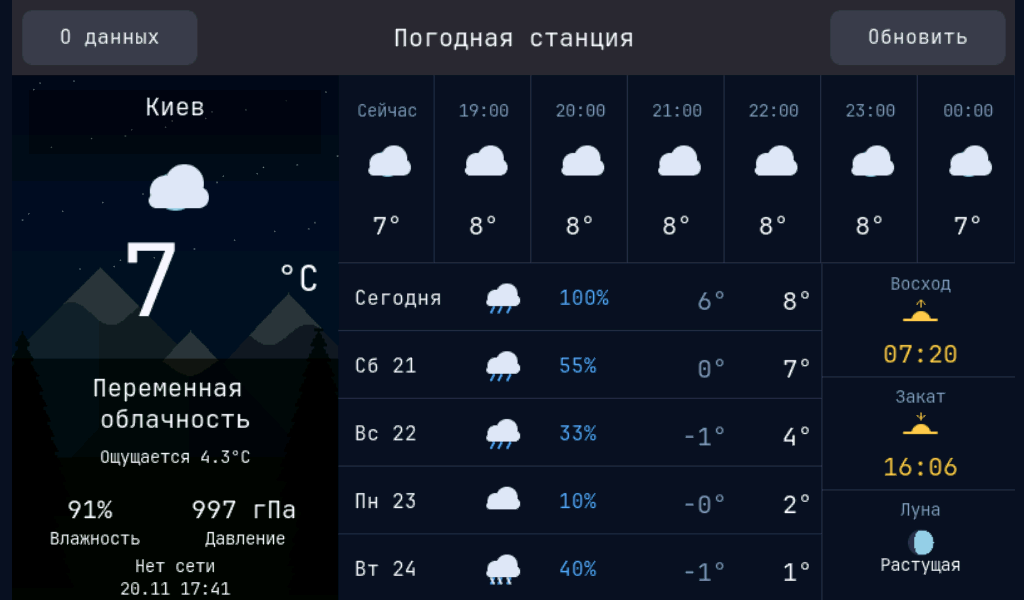 О данных
Погодная станция
Обновить
Киев
7 °C
Переменная
облачность
Ощущается 4.3°C
91%
997 гПа
Влажность
Давление
Нет сети
20.11 17:41
Сейчас 19:00 20:00 21:00 22:00 23:00 00:00
7° 8° 8° 8° 8° 8° 7°
Сегодня 100% 6° 8°
Сб 21 55% 0° 7°
Вс 22 33% -1° 4°
Пн 23 10% -0° 2°
Вт 24 40% -1° 1°
Восход
07:20
Закат
16:06
Луна
Растущая